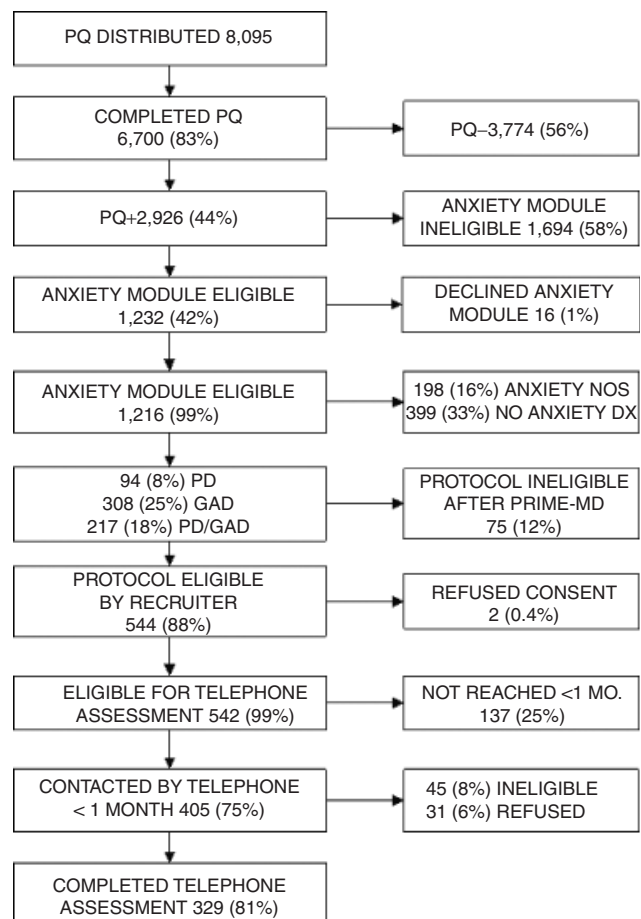 PQ DISTRIBUTED 8,095
COMPLETED PQ
6,700 (83%)
PQ–3,774 (56%)
PQ+2,926 (44%)
ANXIETY MODULE
INELIGIBLE 1,694 (58%)
ANXIETY MODULE ELIGIBLE
1,232 (42%)
DECLINED ANXIETY
MODULE 16 (1%)
ANXIETY MODULE ELIGIBLE
1,216 (99%)
198 (16%) ANXIETY NOS
399 (33%) NO ANXIETY DX
94 (8%) PD
308 (25%) GAD
217 (18%) PD/GAD
PROTOCOL INELIGIBLE
AFTER PRIME-MD
75 (12%)
PROTOCOL ELIGIBLE
BY RECRUITER
544 (88%)
REFUSED CONSENT
2 (0.4%)
ELIGIBLE FOR TELEPHONE
ASSESSMENT 542 (99%)
NOT REACHED <1 MO.
137 (25%)
CONTACTED BY TELEPHONE
< 1 MONTH 405 (75%)
45 (8%) INELIGIBLE
31 (6%) REFUSED
COMPLETED TELEPHONE
ASSESSMENT 329 (81%)